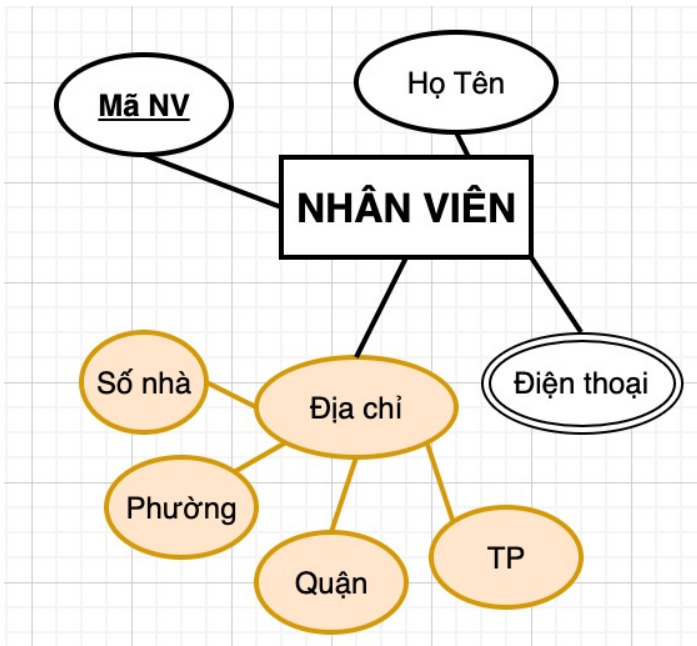 Mã NV
Họ Tên
NHÂN VIÊN
Số nhà
Địa chỉ
Điện thoại
Phường
Quận
TP